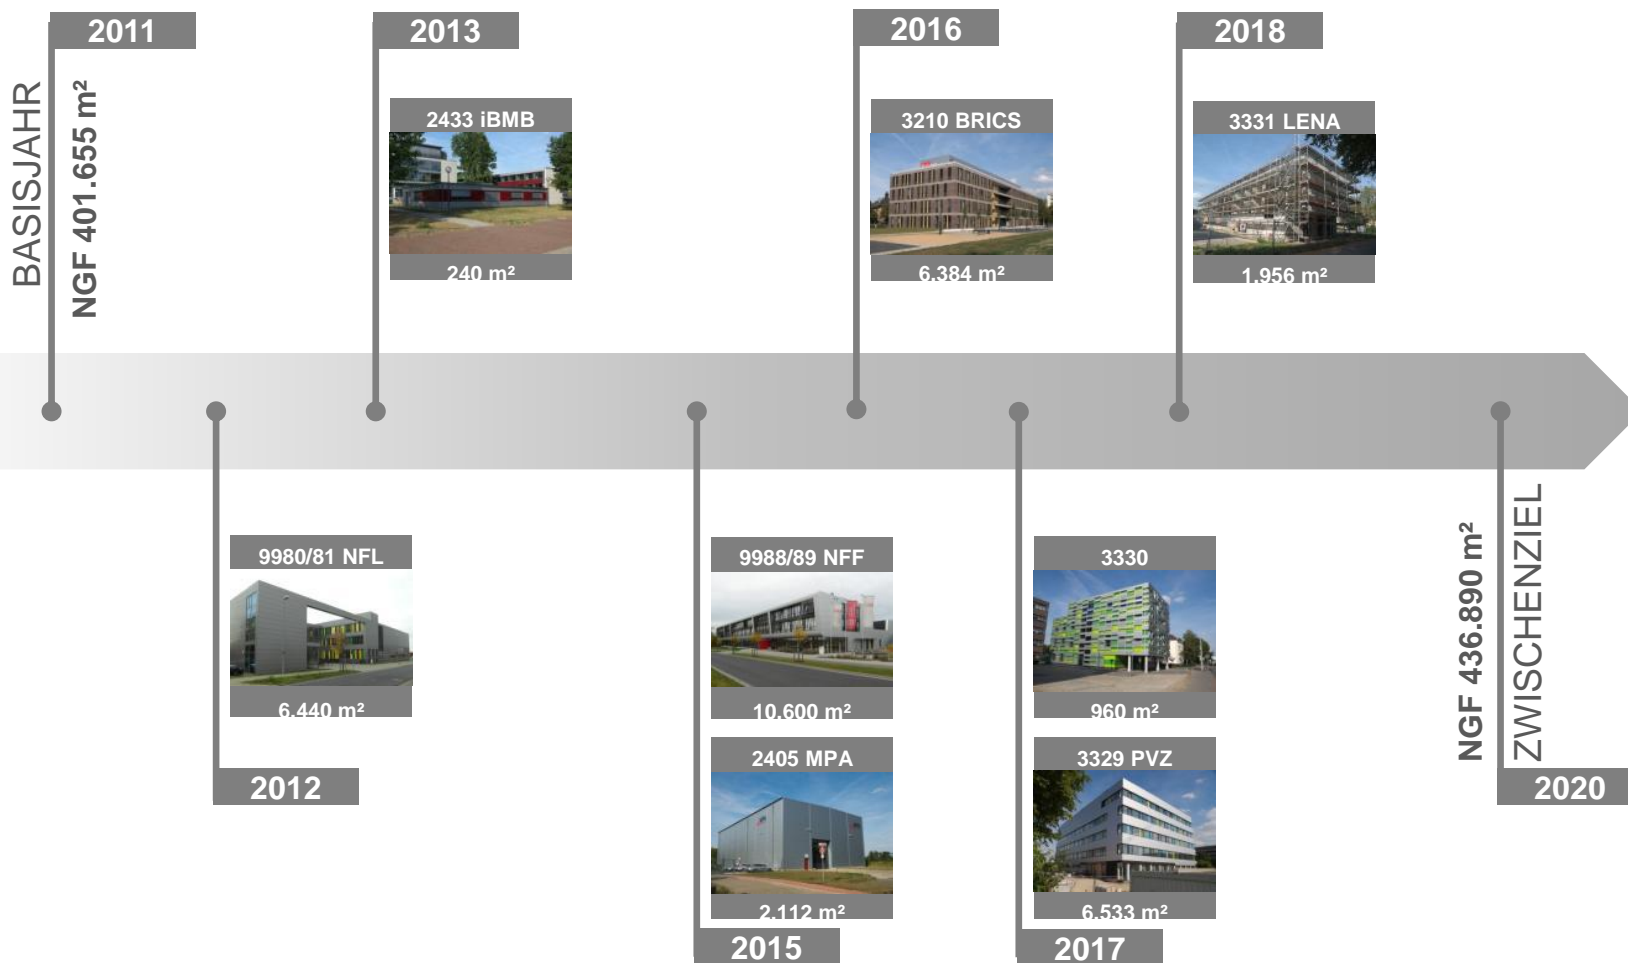 2011
BASISJAHR
NGF 401.655 m²
2013
2433 iBMB
240 m²
2016
3210 BRICS
6.384 m²
2018
3331 LENA
1.956 m²
9980/81 NFL
6.440 m²
2012
9988/89 NFF
10.600 m²
2405 MPA
2.112 m²
2015
3330
960 m²
3329 PVZ
6.533 m²
2017
NGF 436.890 m²
ZWISCHENZIEL
2020